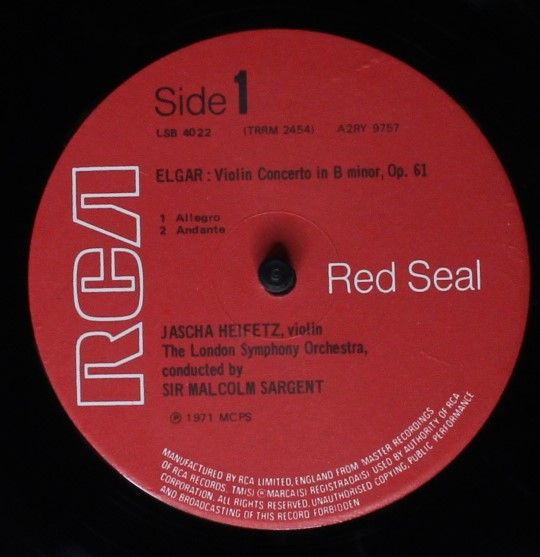 Side 1
LSB 4022 (TRRM 2454) A2RY 9757
ELGAR: Violin Concerto in B minor, Op. 61
1 Allegro
2 Andante
RCA
Red Seal
JASCHA HEIFETZ, violin
The London Symphony Orchestra,
conducted by
SIR MALCOLM SARGENT
℗ 1971 MCPS
MANUFACTURED BY RCA LIMITED, ENGLAND FROM MASTER RECORDINGS
OF RCA RECORDS. TM(S) ® MARCA(S) REGISTRADA(S) USED BY AUTHORITY OF RCA
CORPORATION. ALL RIGHTS RESERVED. UNAUTHORISED COPYING, PUBLIC PERFORMANCE
AND BROADCASTING OF THIS RECORD FORBIDDEN